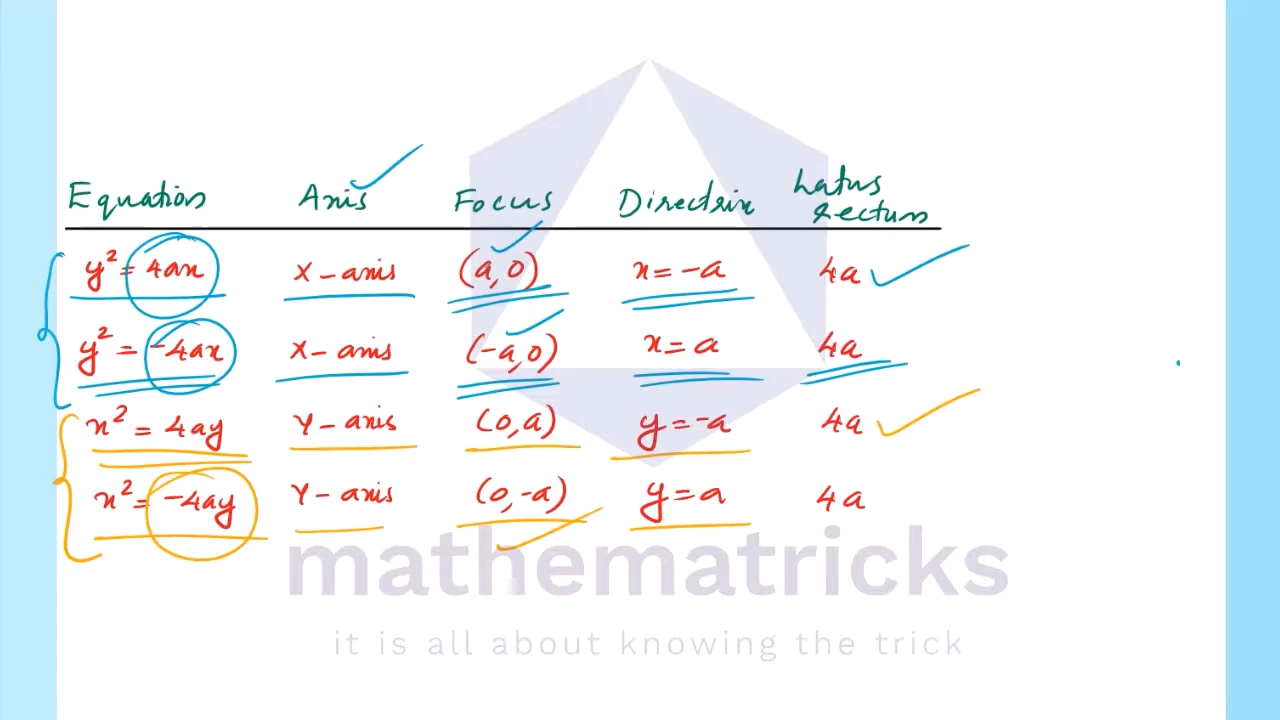 Equation Axis Focus Directrix Latus Rectum
y² = 4ax X-axis (a,0) x = -a 4a
y² = -4ax X-axis (-a,0) x = a 4a
x² = 4ay Y-axis (0,a) y = -a 4a
x² = -4ay Y-axis (0,-a) y = a 4a
mathematricks
it is all about knowing the trick